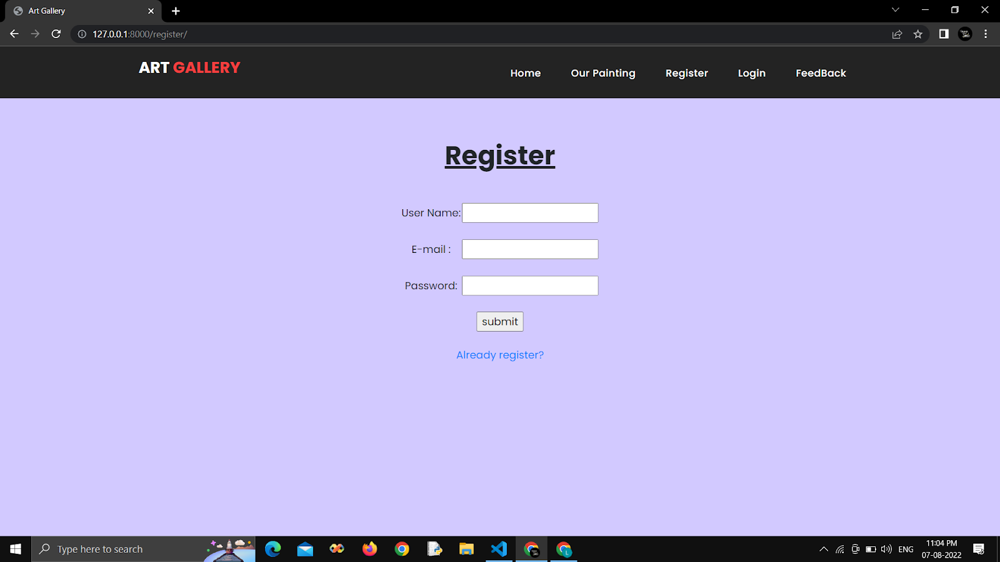 Art Gallery
127.0.0.1:8000/register/
ART GALLERY
Home Our Painting Register Login FeedBack
Register
User Name:
E-mail :
Password:
submit
Already register?
Type here to search
ENG
11:04 PM
07-08-2022